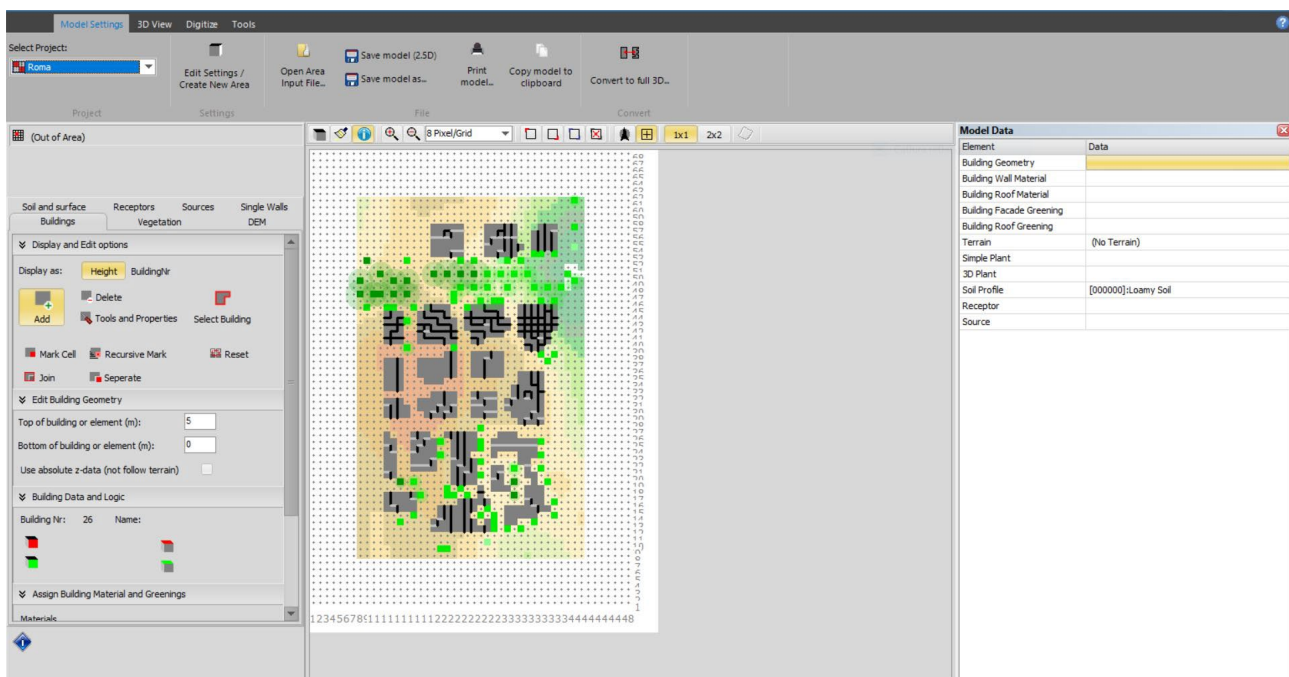 Model Settings 3D View Digitize Tools
Select Project:
Roma
Edit Settings /
Create New Area
Open Area
Input File...
Save model (2.5D)
Save model as...
Print
model...
Copy model to
clipboard
Convert to full 3D...
Project Settings File Convert
(Out of Area)
8 Pixel/Grid 1x1 2x2
Soil and surface Receptors Sources Single Walls
Buildings Vegetation DEM
Display and Edit options
Display as: Height BuildingNr
Add
Delete
Tools and Properties
Select Building
Mark Cell Recursive Mark Reset
Join Seperate
Edit Building Geometry
Top of building or element (m): 5
Bottom of building or element (m): 0
Use absolute z-data (not follow terrain)
Building Data and Logic
Building Nr: 26 Name:
Assign Building Material and Greenings
Materials
Model Data
Element Data
Building Geometry
Building Wall Material
Building Roof Material
Building Facade Greening
Building Roof Greening
Terrain (No Terrain)
Simple Plant
3D Plant
Soil Profile [000000]:Loamy Soil
Receptor
Source